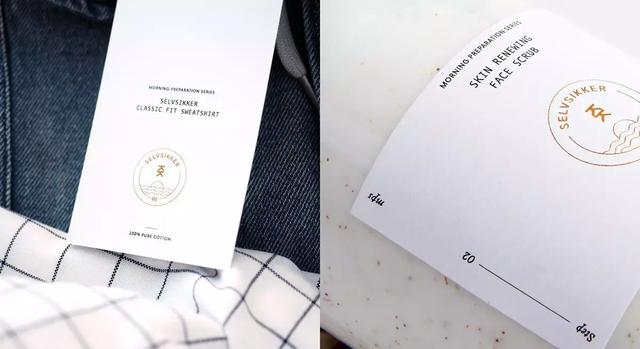 MORNING PREPARATION SERIES
SELVSIKKER
CLASSIC FIT SWEATSHIRT
SELVSIKKER
01
100% PURE COTTON
MORNING PREPARATION SERIES
SKIN RENEWING
FACE SCRUB
SELVSIKKER
02
Step